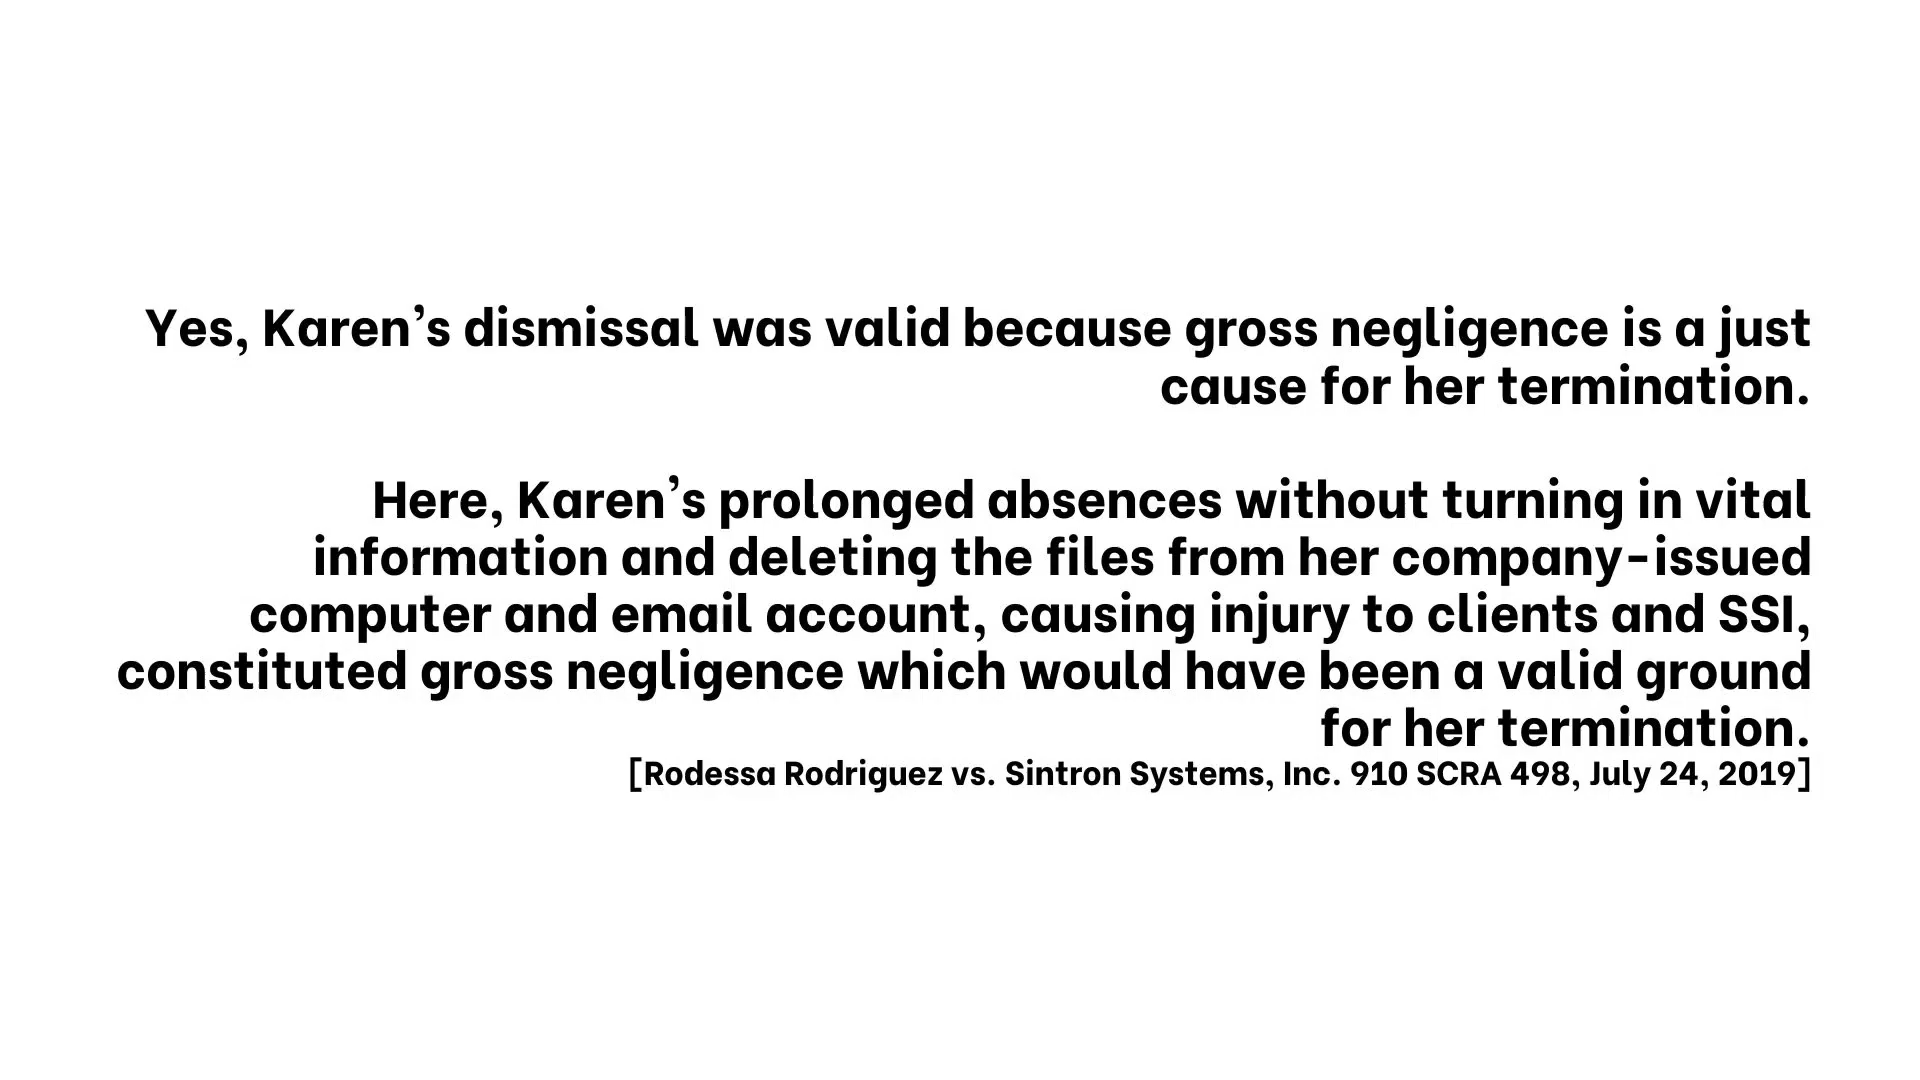 Yes, Karen’s dismissal was valid because gross negligence is a just
cause for her termination.
Here, Karen’s prolonged absences without turning in vital
information and deleting the files from her company-issued
computer and email account, causing injury to clients and SSI,
constituted gross negligence which would have been a valid ground
for her termination.
[Rodessa Rodriguez vs. Sintron Systems, Inc. 910 SCRA 498, July 24, 2019]